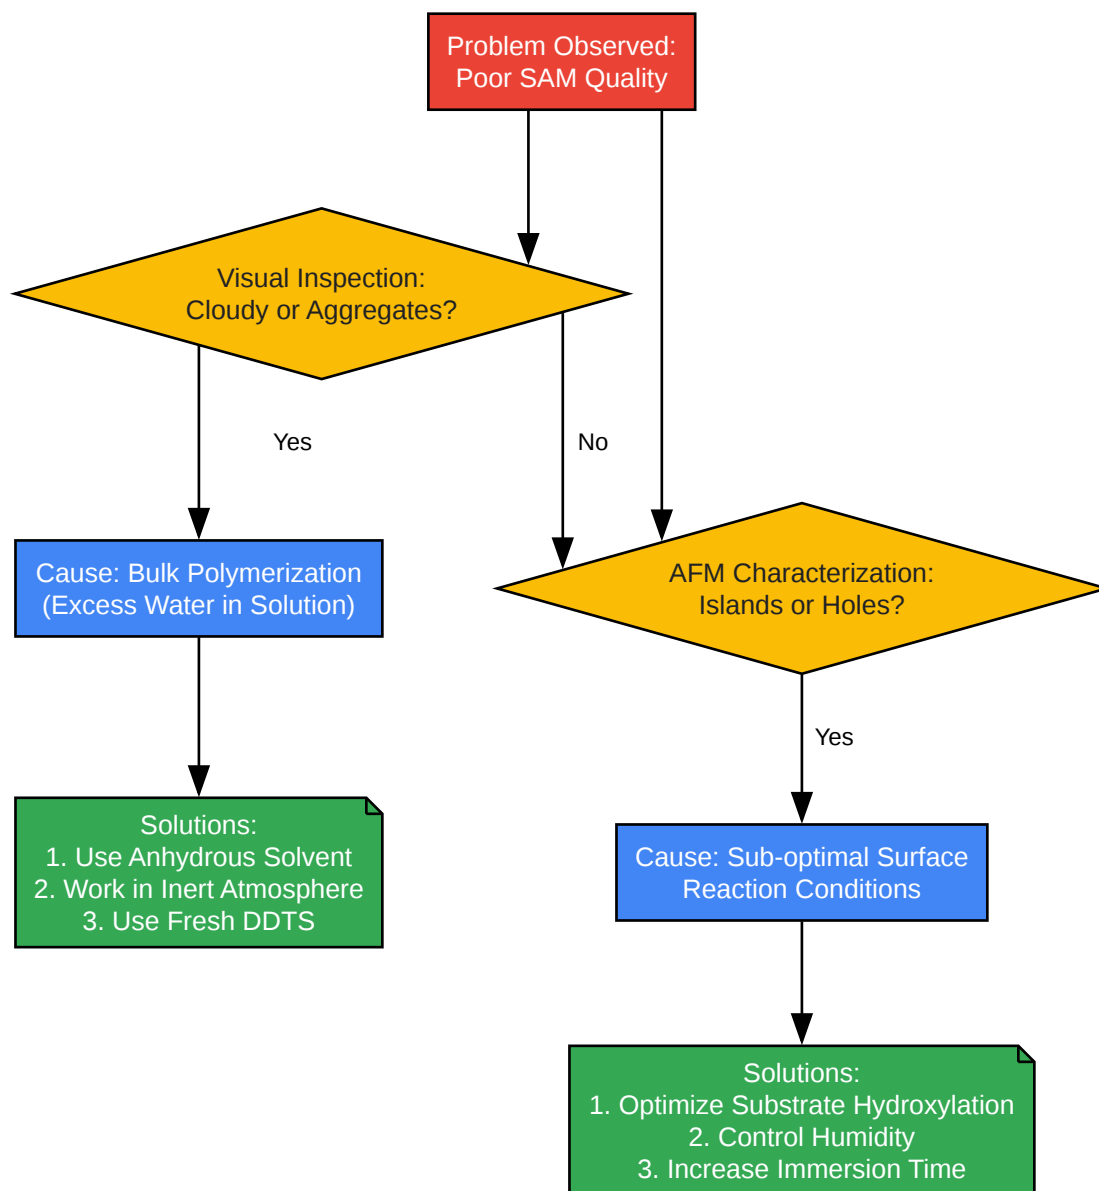 Problem Observed:
Poor SAM Quality
Visual Inspection:
Cloudy or Aggregates?
Yes
No
Cause: Bulk Polymerization
(Excess Water in Solution)
AFM Characterization:
Islands or Holes?
Yes
Solutions:
1. Use Anhydrous Solvent
2. Work in Inert Atmosphere
3. Use Fresh DDTS
Cause: Sub-optimal Surface
Reaction Conditions
Solutions:
1. Optimize Substrate Hydroxylation
2. Control Humidity
3. Increase Immersion Time